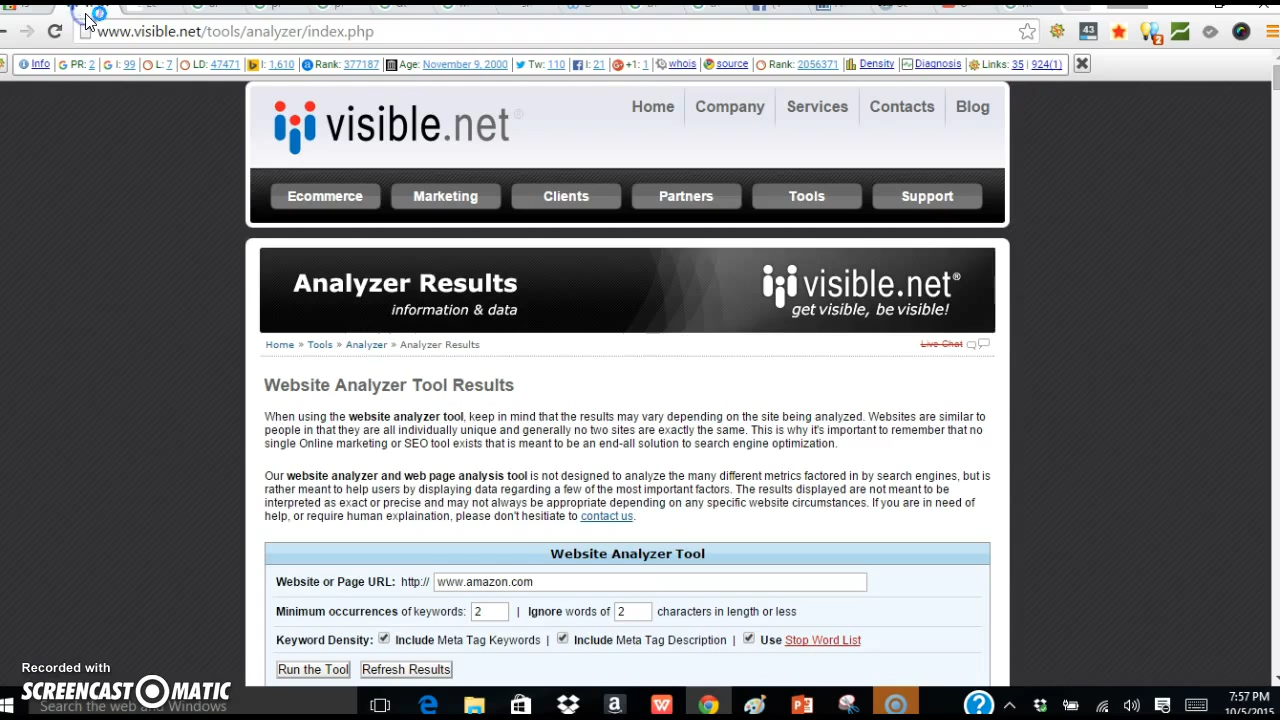 www.visible.net/tools/analyzer/index.php
43
2
Info PR: 2 I: 99 L: 7 LD: 47471 I: 1,610 Rank: 377187 Age: November 9, 2000 Tw: 110 I: 21 +1: 1 whois source Rank: 2056371 Density Diagnosis Links: 35 | 924(1)
visible.net
Home Company Services Contacts Blog
Ecommerce Marketing Clients Partners Tools Support
Analyzer Results
information & data
visible.net®
get visible, be visible!
Home » Tools » Analyzer » Analyzer Results
Live Chat
Website Analyzer Tool Results
When using the website analyzer tool, keep in mind that the results may vary depending on the site being analyzed. Websites are similar to
people in that they are all individually unique and generally no two sites are exactly the same. This is why it's important to remember that no
single Online marketing or SEO tool exists that is meant to be an end-all solution to search engine optimization.
Our website analyzer and web page analysis tool is not designed to analyze the many different metrics factored in by search engines, but is
rather meant to help users by displaying data regarding a few of the most important factors. The results displayed are not meant to be
interpreted as exact or precise and may not always be appropriate depending on any specific website circumstances. If you are in need of
help, or require human explaination, please don't hesitiate to contact us.
Website Analyzer Tool
Website or Page URL: http:// www.amazon.com
Minimum occurrences of keywords: 2 | Ignore words of 2 characters in length or less
Keyword Density: Include Meta Tag Keywords | Include Meta Tag Description | Use Stop Word List
Run the Tool Refresh Results
Recorded with
SCREENCAST MATIC
Search the web and Windows
7:57 PM
10/5/2015